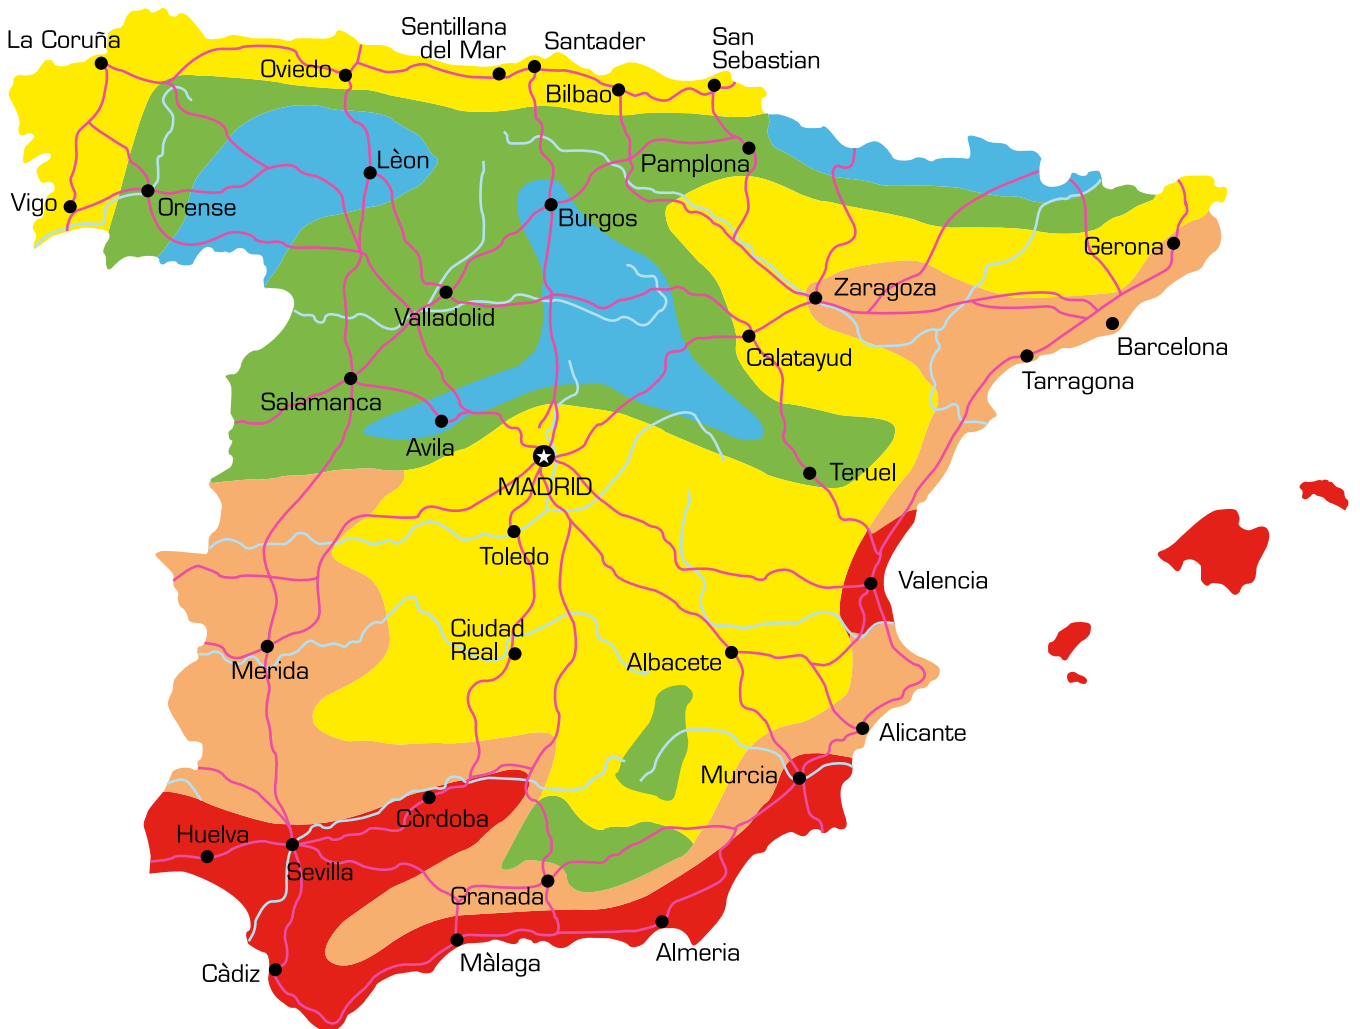 La Coruña
Oviedo
Sentillana
del Mar
Santader
Bilbao
San
Sebastian
Pamplona
Lèon
Vigo
Orense
Burgos
Gerona
Zaragoza
Valladolid
Calatayud
Barcelona
Tarragona
Salamanca
Avila
Teruel
MADRID
Toledo
Valencia
Ciudad
Real
Albacete
Merida
Alicante
Murcia
Còrdoba
Huelva
Sevilla
Granada
Almeria
Màlaga
Càdiz